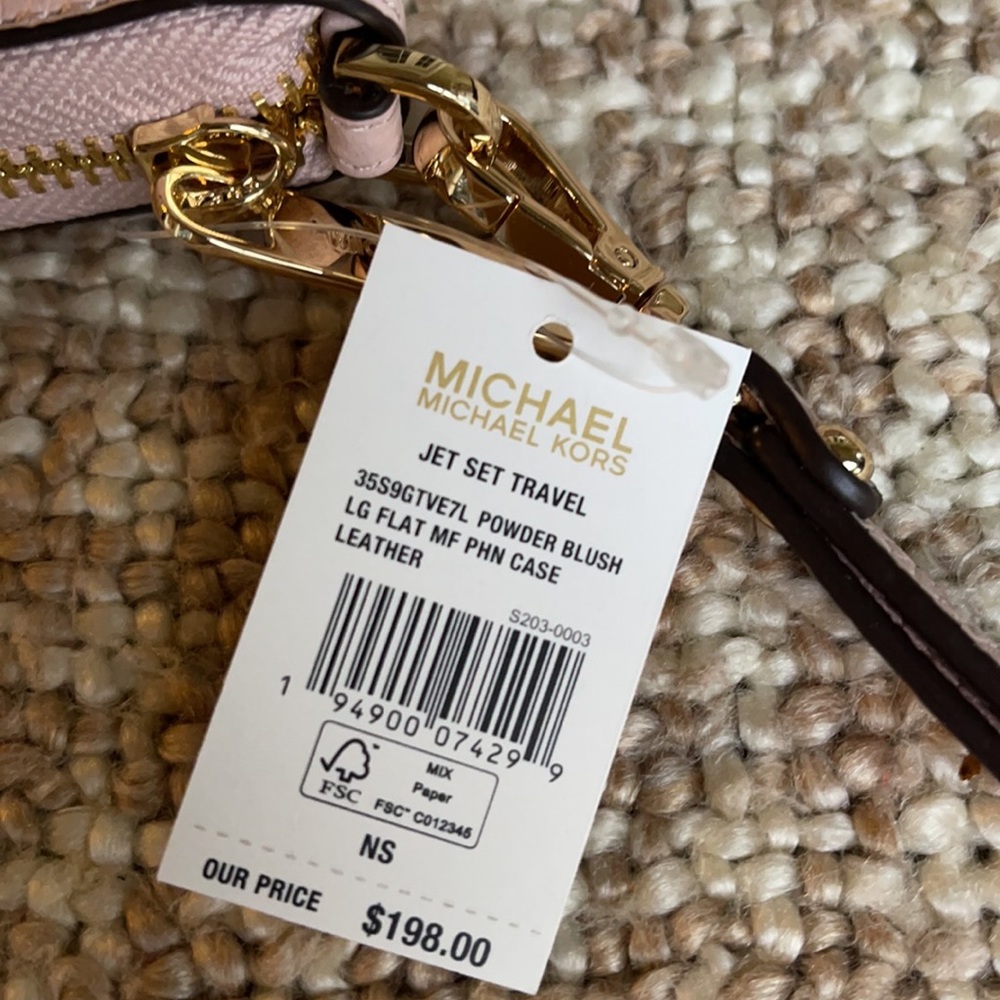 MICHAEL
MICHAEL KORS
JET SET TRAVEL
35S9GTVE7L POWDER BLUSH
LG FLAT MF PHN CASE
LEATHER
S203-0003
1 94900 07429 9
FSC
MIX
Paper
FSC™ C012345
NS
OUR PRICE $198.00